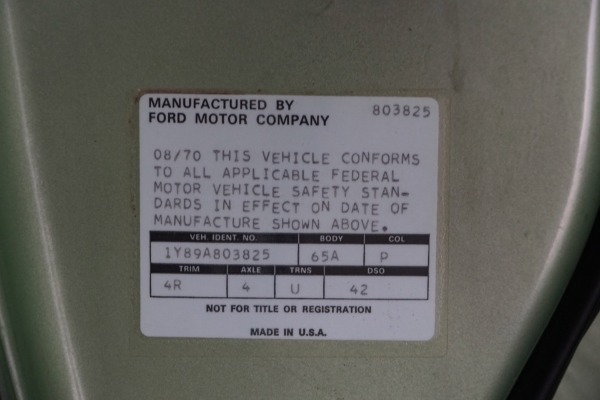 MANUFACTURED BY 803825
FORD MOTOR COMPANY
08/70 THIS VEHICLE CONFORMS
TO ALL APPLICABLE FEDERAL
MOTOR VEHICLE SAFETY STAN-
DARDS IN EFFECT ON DATE OF
MANUFACTURE SHOWN ABOVE.
VEH. IDENT. NO. BODY COL
1Y89A803825 65A P
TRIM AXLE TRNS DSO
4R 4 U 42
NOT FOR TITLE OR REGISTRATION
MADE IN U.S.A.